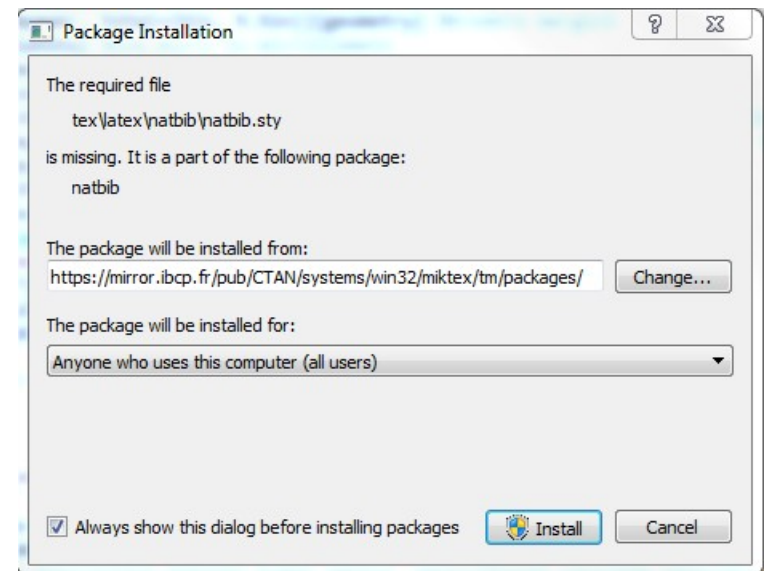 Package Installation
The required file
tex\latex\natbib\natbib.sty
is missing. It is a part of the following package:
natbib
The package will be installed from:
https://mirror.ibcp.fr/pub/CTAN/systems/win32/miktex/tm/packages/ Change...
The package will be installed for:
Anyone who uses this computer (all users)
Always show this dialog before installing packages Install Cancel